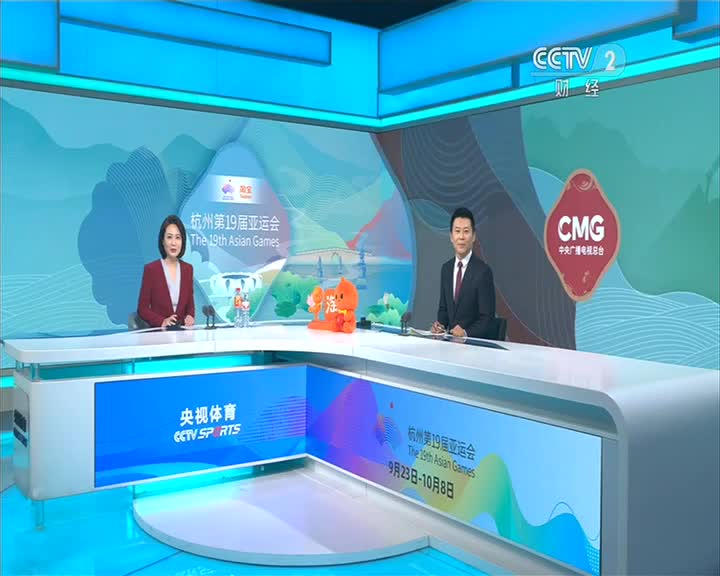 CCTV 2
财经
淘宝
杭州第19届亚运会
The 19th Asian Games
CMG
中央广播电视总台
央视体育
CCTV SPORTS
杭州第19届亚运会
The 19th Asian Games
9月23日-10月8日